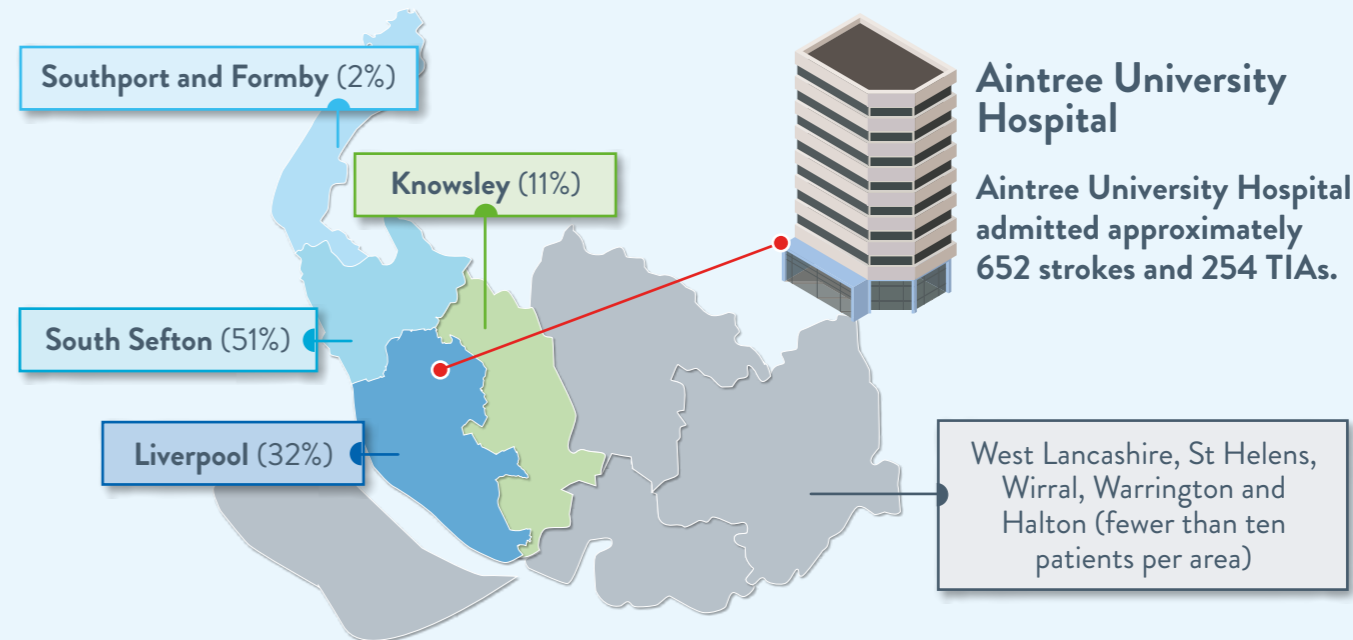 Southport and Formby (2%)
Knowsley (11%)
South Sefton (51%)
Liverpool (32%)
Aintree University
Hospital
Aintree University Hospital
admitted approximately
652 strokes and 254 TIAs.
West Lancashire, St Helens,
Wirral, Warrington and
Halton (fewer than ten
patients per area)